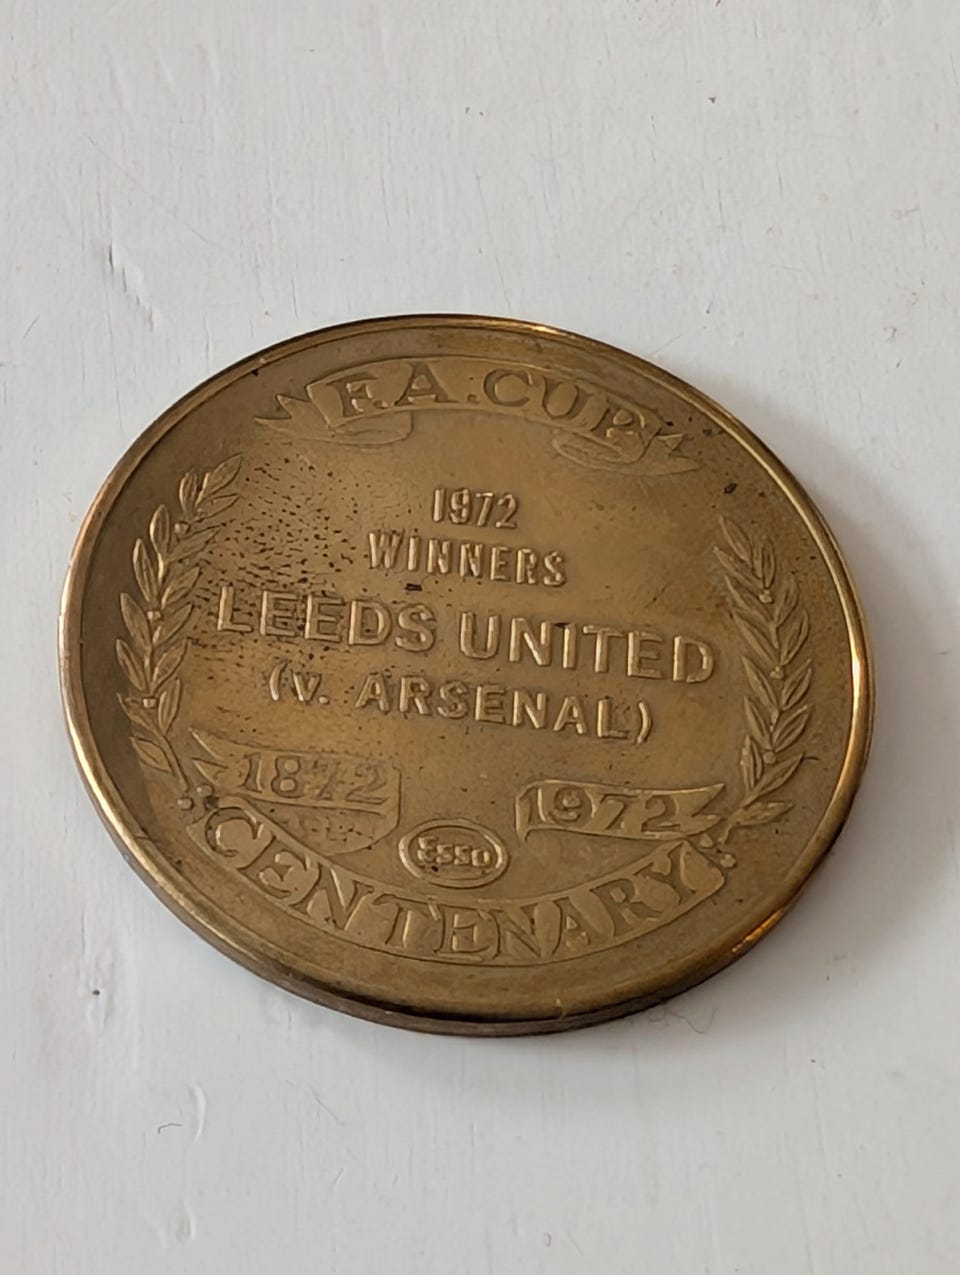 F.A.CUP
1972
WINNERS
LEEDS UNITED
(v. ARSENAL)
1872 1972
ESSO
CENTENARY